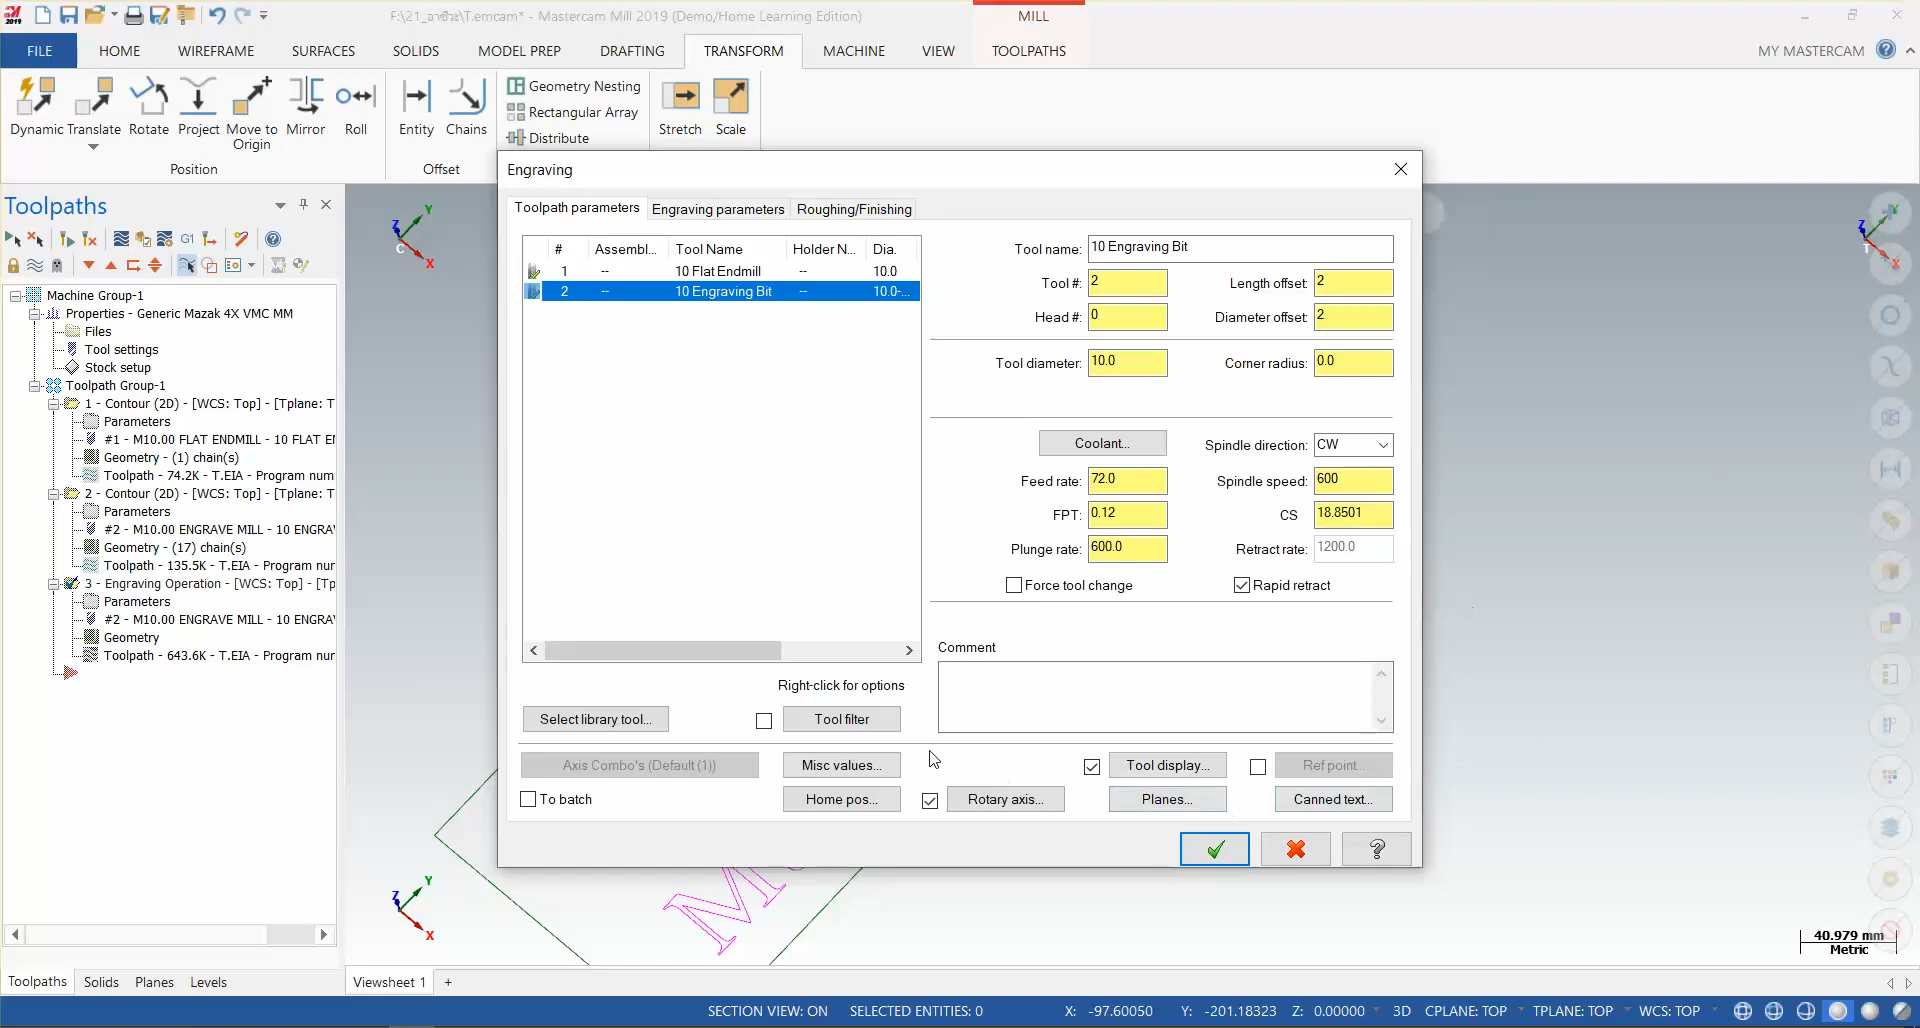 F:\21_อาทิตย์\T.emcam* - Mastercam Mill 2019 (Demo/Home Learning Edition)
MILL
FILE HOME WIREFRAME SURFACES SOLIDS MODEL PREP DRAFTING TRANSFORM MACHINE VIEW TOOLPATHS MY MASTERCAM
Dynamic Translate Rotate Project Move to Origin Mirror Roll
Position
Entity Chains
Offset
Geometry Nesting
Rectangular Array
Distribute
Stretch Scale
Toolpaths
G1
Machine Group-1
Properties - Generic Mazak 4X VMC MM
Files
Tool settings
Stock setup
Toolpath Group-1
1 - Contour (2D) - [WCS: Top] - [Tplane: T
Parameters
#1 - M10.00 FLAT ENDMILL - 10 FLAT E
Geometry - (1) chain(s)
Toolpath - 74.2K - T.EIA - Program num
2 - Contour (2D) - [WCS: Top] - [Tplane: T
Parameters
#2 - M10.00 ENGRAVE MILL - 10 ENGRA
Geometry - (17) chain(s)
Toolpath - 135.5K - T.EIA - Program nur
3 - Engraving Operation - [WCS: Top] - [Tp
Parameters
#2 - M10.00 ENGRAVE MILL - 10 ENGRA
Geometry
Toolpath - 643.6K - T.EIA - Program nur
Toolpaths Solids Planes Levels
Engraving
Toolpath parameters Engraving parameters Roughing/Finishing
# Assembl... Tool Name Holder N... Dia.
1 -- 10 Flat Endmill -- 10.0
2 -- 10 Engraving Bit -- 10.0-...
Right-click for options
Select library tool... Tool filter
Tool name: 10 Engraving Bit
Tool #: 2 Length offset: 2
Head #: 0 Diameter offset: 2
Tool diameter: 10.0 Corner radius: 0.0
Coolant... Spindle direction: CW
Feed rate: 72.0 Spindle speed: 600
FPT: 0.12 CS 18.8501
Plunge rate: 600.0 Retract rate: 1200.0
Force tool change Rapid retract
Comment
Axis Combo's (Default (1)) Misc values... Tool display... Ref point...
To batch Home pos... Rotary axis... Planes... Canned text...
Z Y X C
Z Y X T
Z Y X
40.979 mm
Metric
Viewsheet 1 +
SECTION VIEW: ON SELECTED ENTITIES: 0 X: -97.60050 Y: -201.18323 Z: 0.00000 3D CPLANE: TOP TPLANE: TOP WCS: TOP